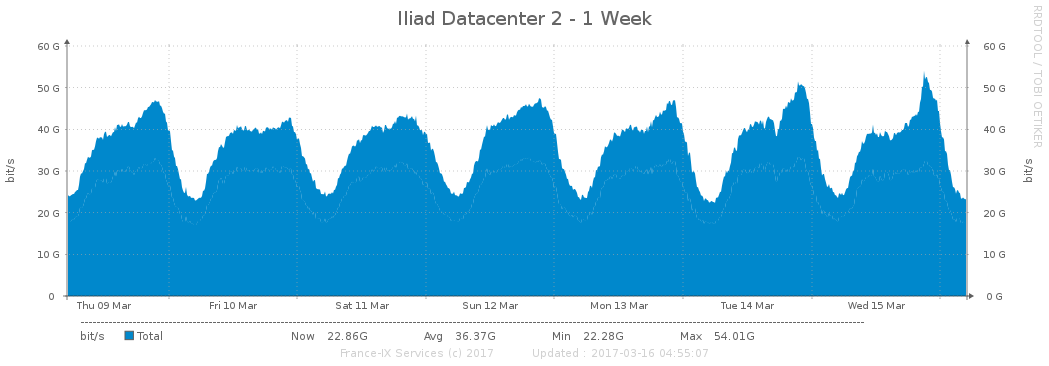 Iliad Datacenter 2 - 1 Week
RRDTOOL / TOBI OETIKER
bit/s
bit/s
60 G 60 G
50 G 50 G
40 G 40 G
30 G 30 G
20 G 20 G
10 G 10 G
0 0 G
Thu 09 Mar Fri 10 Mar Sat 11 Mar Sun 12 Mar Mon 13 Mar Tue 14 Mar Wed 15 Mar
bit/s Total Now 22.86G Avg 36.37G Min 22.28G Max 54.01G
France-IX Services (c) 2017 Updated : 2017-03-16 04:55:07